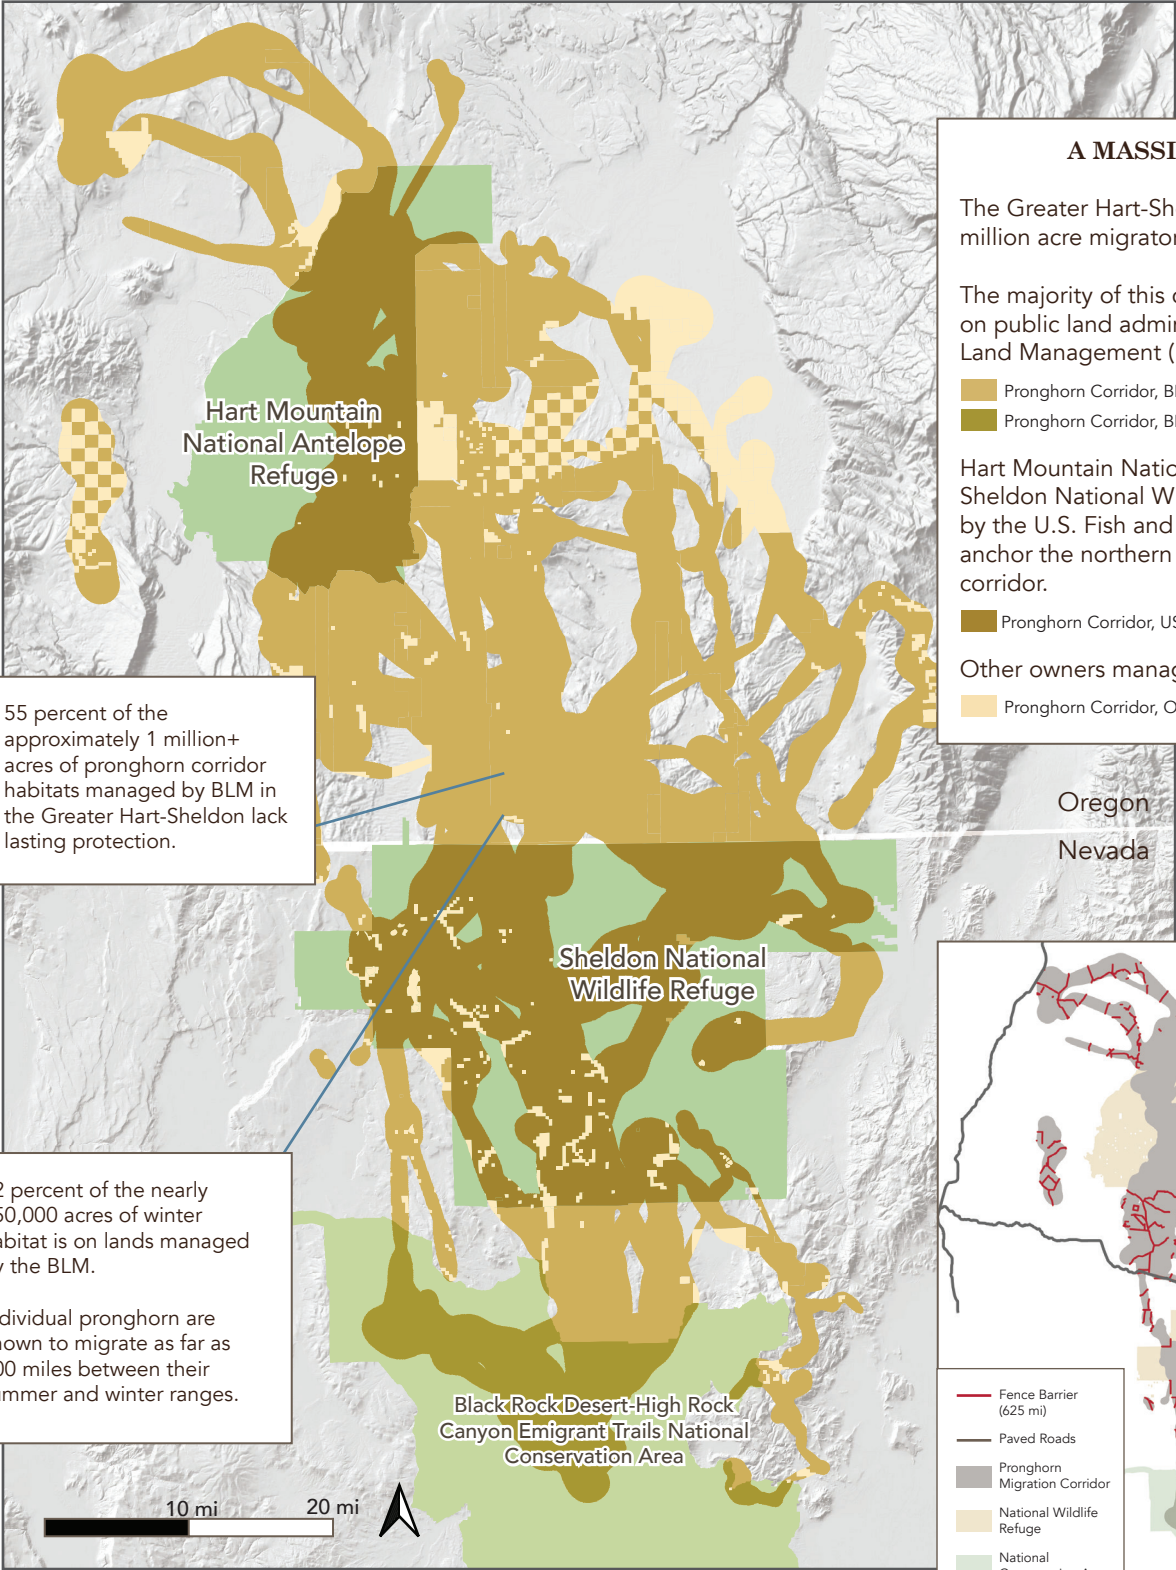 A MASSI
The Greater Hart-Sh
million acre migrator
The majority of this
on public land admin
Land Management (
Pronghorn Corridor, B
Pronghorn Corridor, B
Hart Mountain Natio
Sheldon National W
by the U.S. Fish and
anchor the northern
corridor.
Pronghorn Corridor, US
Other owners manag
Pronghorn Corridor, O
Hart Mountain
National Antelope
Refuge
55 percent of the
approximately 1 million+
acres of pronghorn corridor
habitats managed by BLM in
the Greater Hart-Sheldon lack
lasting protection.
Oregon
Nevada
Sheldon National
Wildlife Refuge
2 percent of the nearly
50,000 acres of winter
abitat is on lands managed
y the BLM.
dividual pronghorn are
nown to migrate as far as
00 miles between their
ummer and winter ranges.
Black Rock Desert-High Rock
Canyon Emigrant Trails National
Conservation Area
10 mi 20 mi
Fence Barrier
(625 mi)
Paved Roads
Pronghorn
Migration Corridor
National Wildlife
Refuge
National